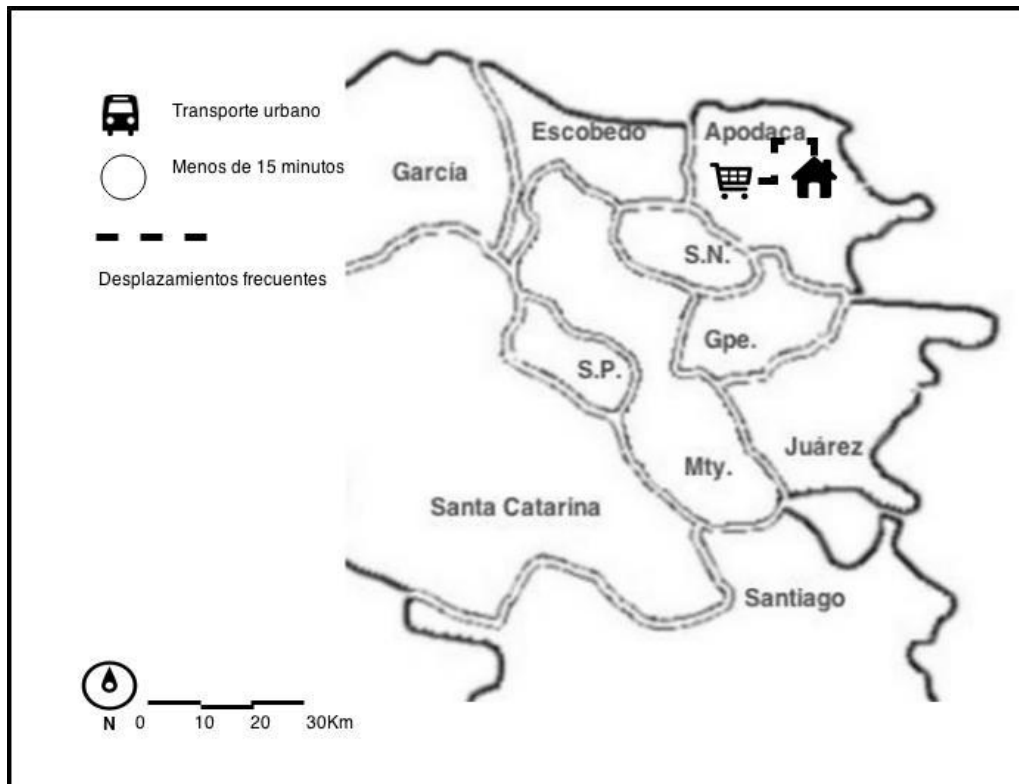 Transporte urbano
Menos de 15 minutos
Desplazamientos frecuentes
Escobedo
Apodaca
García
S.N.
Gpe.
S.P.
Juárez
Mty.
Santa Catarina
Santiago
N 0 10 20 30Km